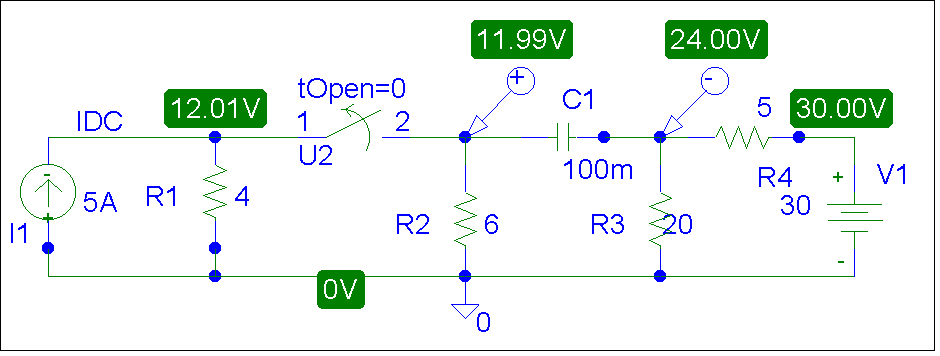 11.99V
24.00V
+
-
tOpen=0
C1
5
12.01V
30.00V
IDC
1
2
U2
100m
R4
V1
-
5A
R1
4
+
30
I1
+
R2
6
R3
20
-
0V
0